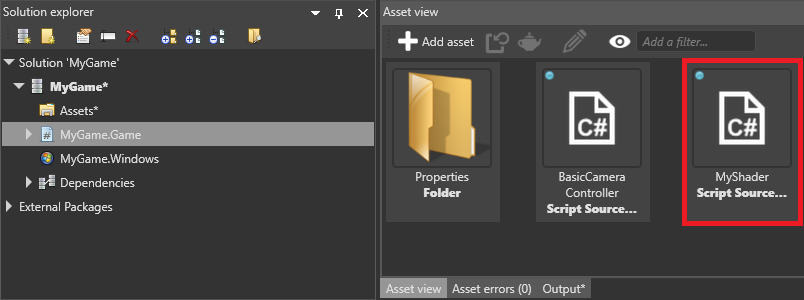 Solution explorer
Solution 'MyGame'
MyGame*
Assets*
MyGame.Game
MyGame.Windows
Dependencies
External Packages
Asset view
Add asset
Add a filter...
C#
C#
Properties
Folder
BasicCamera
Controller
Script Source...
MyShader
Script Source...
Asset view Asset errors (0) Output*